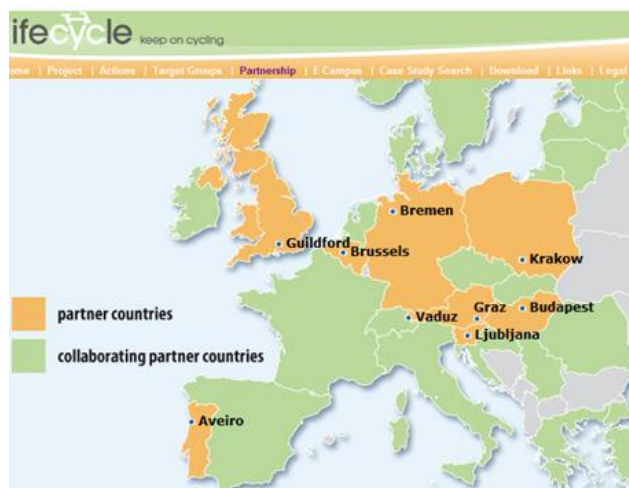 ifecycle keep on cycling
ome | Project | Actions | Target Groups | Partnership | E-Campus | Case Study Search | Download | Links | Legal
Bremen
Guildford
Brussels
Krakow
partner countries
Vaduz
Graz
Budapest
Ljubljana
collaborating partner countries
Aveiro